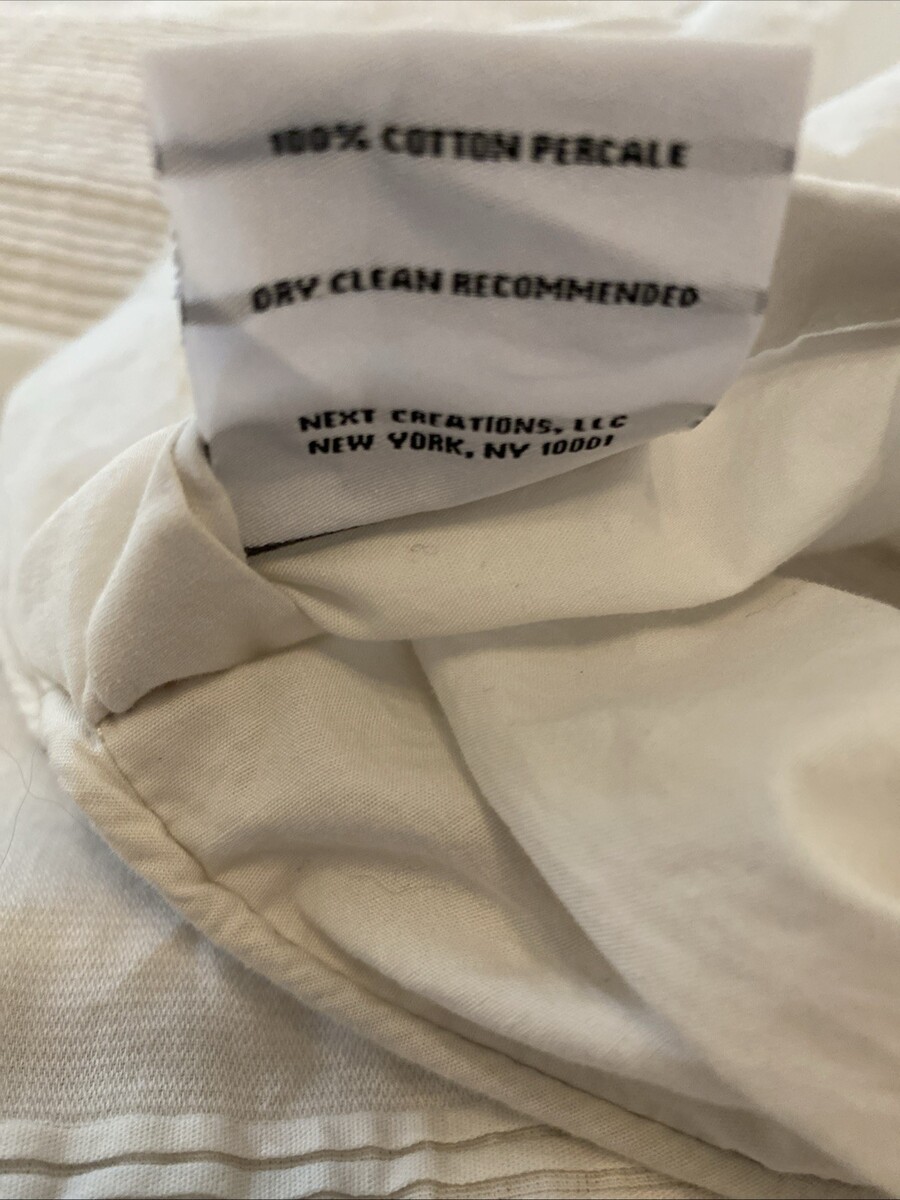 100% COTTON PERCALE
DRY CLEAN RECOMMENDED
NEXT CREATIONS, LLC
NEW YORK, NY 10001